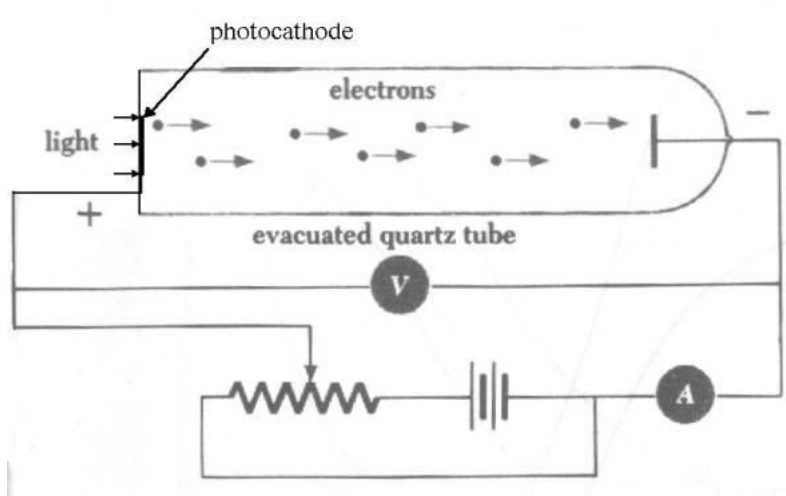 photocathode
electrons
light
−
+
evacuated quartz tube
V
A